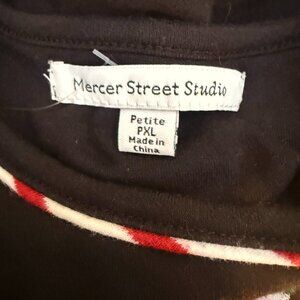 Mercer Street Studio
Petite
PXL
Made in
China